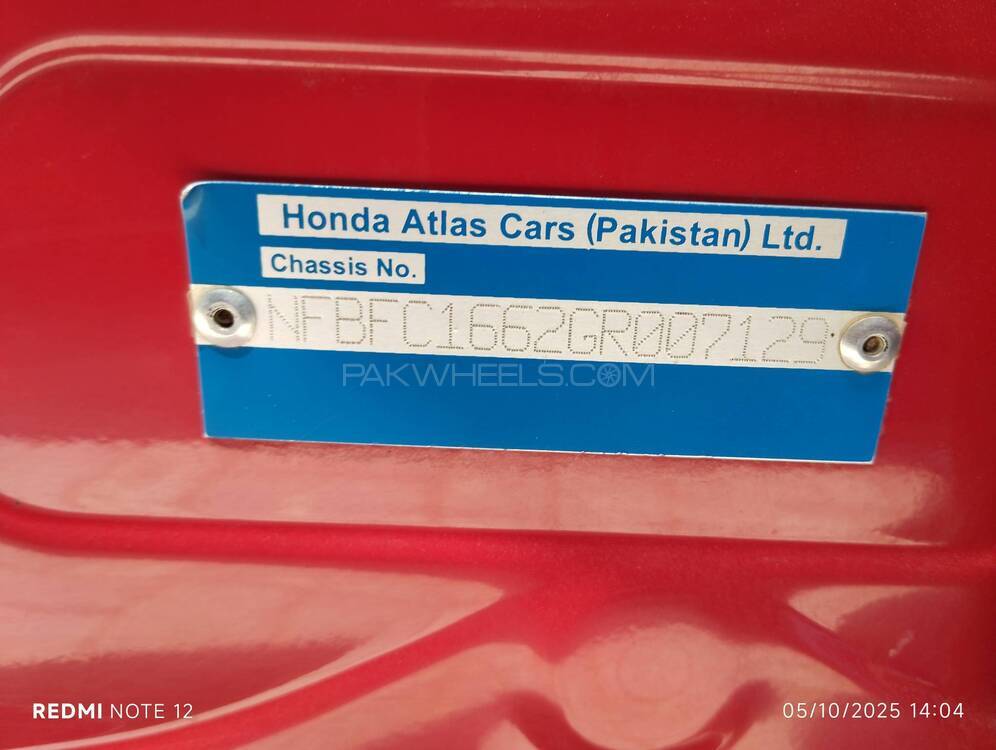 Honda Atlas Cars (Pakistan) Ltd.
Chassis No.
NFBFC1662GR007129
PAKWHEELS.COM
REDMI NOTE 12
05/10/2025 14:04